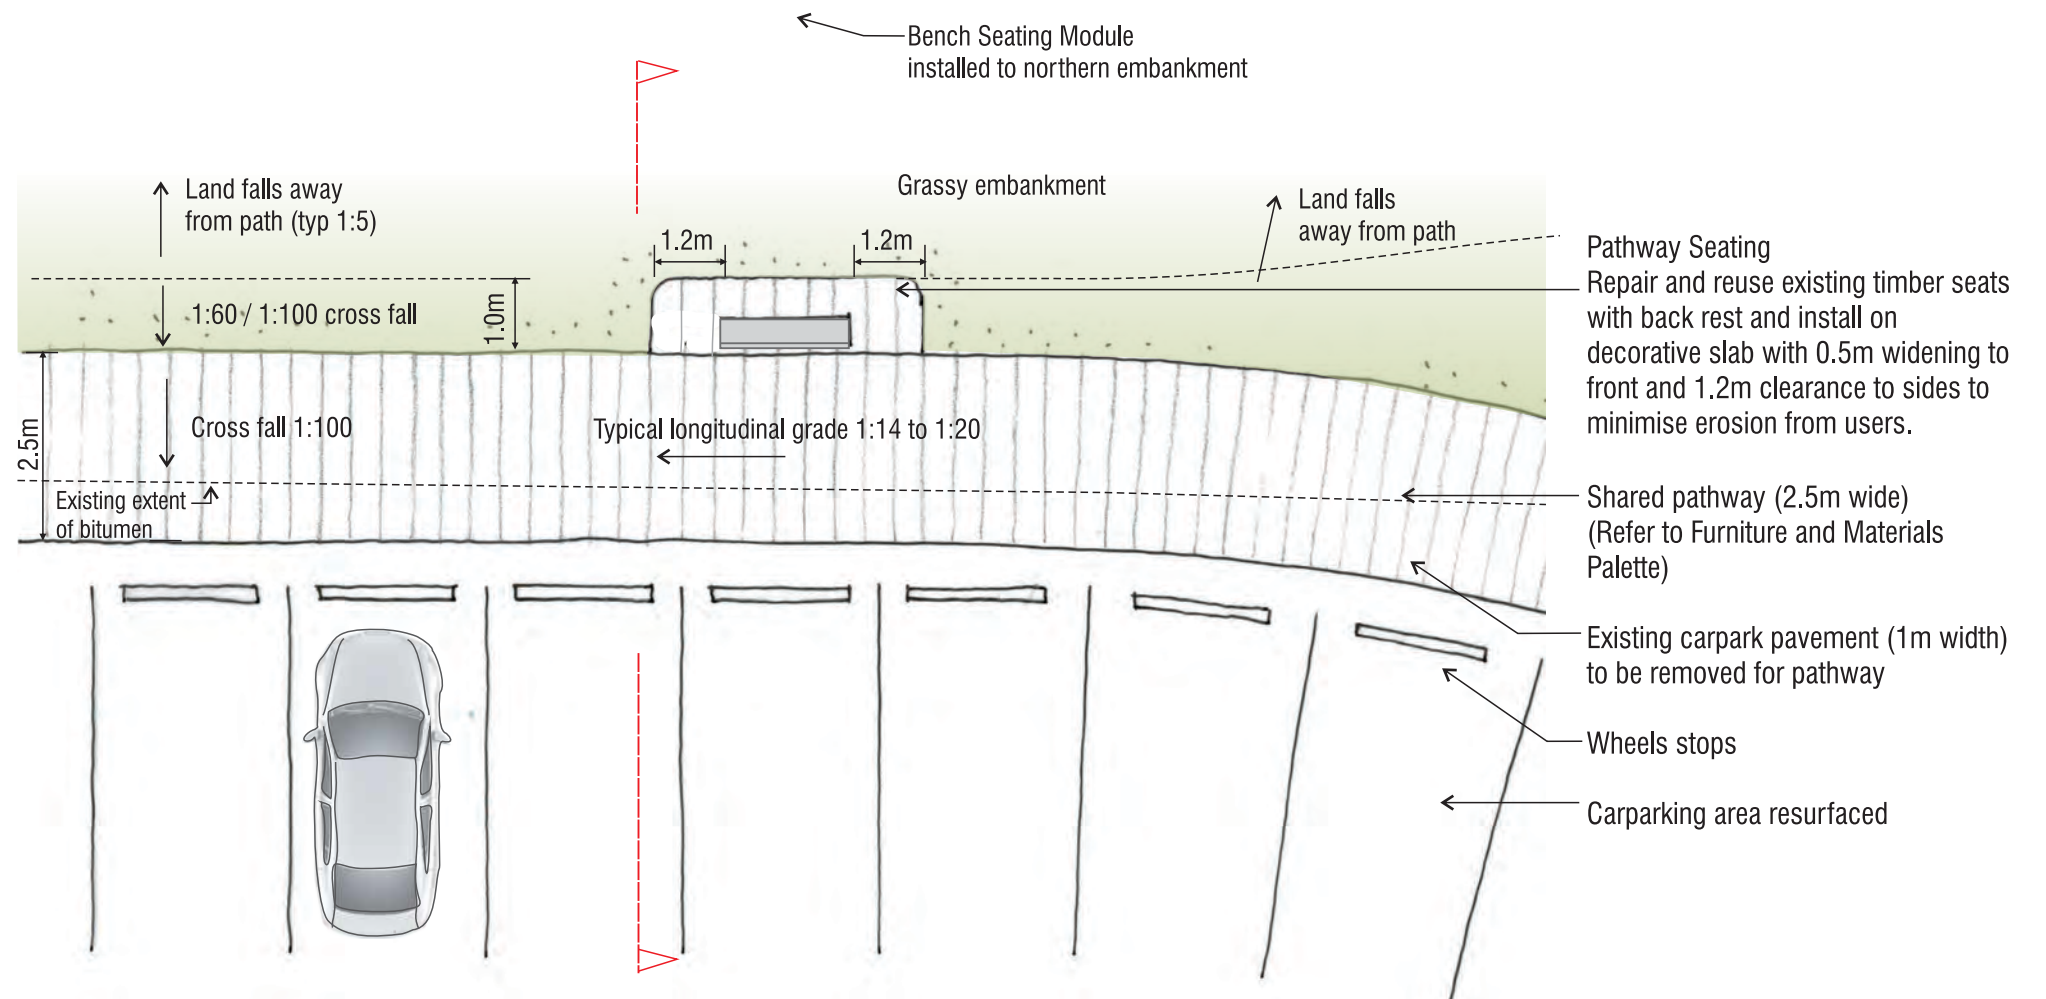 Bench Seating Module
installed to northern embankment
Land falls away
from path (typ 1:5)
Grassy embankment
Land falls
away from path
1.2m
1.2m
1:60 / 1:100 cross fall
1.0m
Pathway Seating
Repair and reuse existing timber seats
with back rest and install on
decorative slab with 0.5m widening to
front and 1.2m clearance to sides to
minimise erosion from users.
2.5m
Cross fall 1:100
Typical longitudinal grade 1:14 to 1:20
Existing extent
of bitumen
Shared pathway (2.5m wide)
(Refer to Furniture and Materials
Palette)
Existing carpark pavement (1m width)
to be removed for pathway
Wheels stops
Carparking area resurfaced